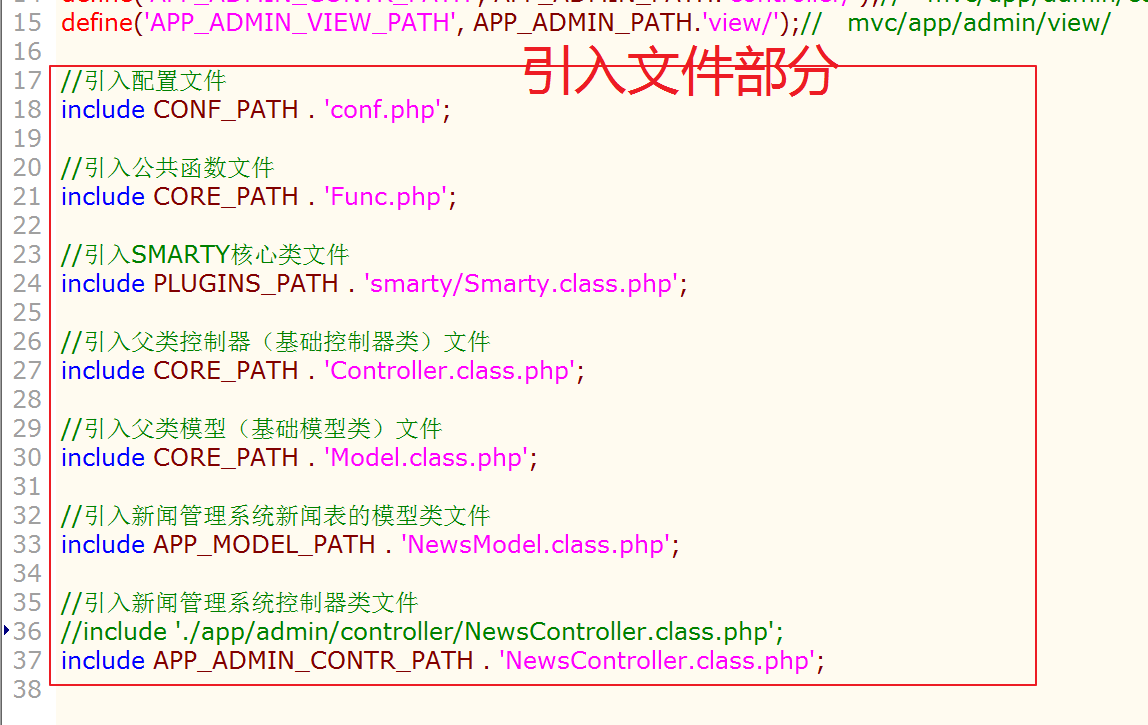 15 define('APP_ADMIN_VIEW_PATH', APP_ADMIN_PATH.'view/');// mvc/app/admin/view/
16
引入文件部分
17 //引入配置文件
18 include CONF_PATH . 'conf.php';
19
20 //引入公共函数文件
21 include CORE_PATH . 'Func.php';
22
23 //引入SMARTY核心类文件
24 include PLUGINS_PATH . 'smarty/Smarty.class.php';
25
26 //引入父类控制器（基础控制器类）文件
27 include CORE_PATH . 'Controller.class.php';
28
29 //引入父类模型（基础模型类）文件
30 include CORE_PATH . 'Model.class.php';
31
32 //引入新闻管理系统新闻表的模型类文件
33 include APP_MODEL_PATH . 'NewsModel.class.php';
34
35 //引入新闻管理系统控制器类文件
36 //include './app/admin/controller/NewsController.class.php';
37 include APP_ADMIN_CONTR_PATH . 'NewsController.class.php';
38